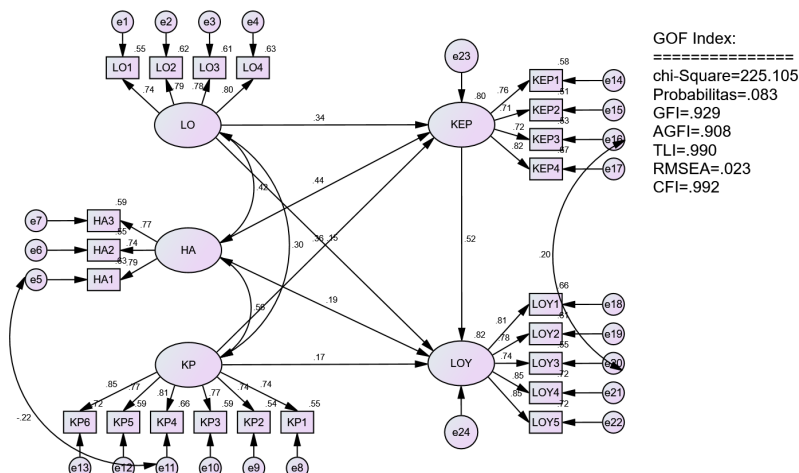 e1 e2 e3 e4
.55 .62 .61 .63
LO1 LO2 LO3 LO4
.74 .79 .78 .80
LO
.34
e23
.80
KEP
.76 .71 .72 .82
.58
KEP1 e14
.51
KEP2 e15
.53
KEP3 e16
.67
KEP4 e17
.42 .44
.59
e7 HA3 .77
.55
e6 HA2 .74
.63
e5 HA1 .79
HA
.30 .36 .15
.52
.20
.56 .19
.17
KP
.85 .77 .81 .77 .74 .74
.72 .59 .66 .59 .54 .55
KP6 KP5 KP4 KP3 KP2 KP1
e13 e12 e11 e10 e9 e8
-.22
.82
LOY
e24
.81 .78 .74 .85 .85
.66
LOY1 e18
.61
LOY2 e19
.55
LOY3 e20
.72
LOY4 e21
.72
LOY5 e22
GOF Index:
===============
chi-Square=225.105
Probabilitas=.083
GFI=.929
AGFI=.908
TLI=.990
RMSEA=.023
CFI=.992